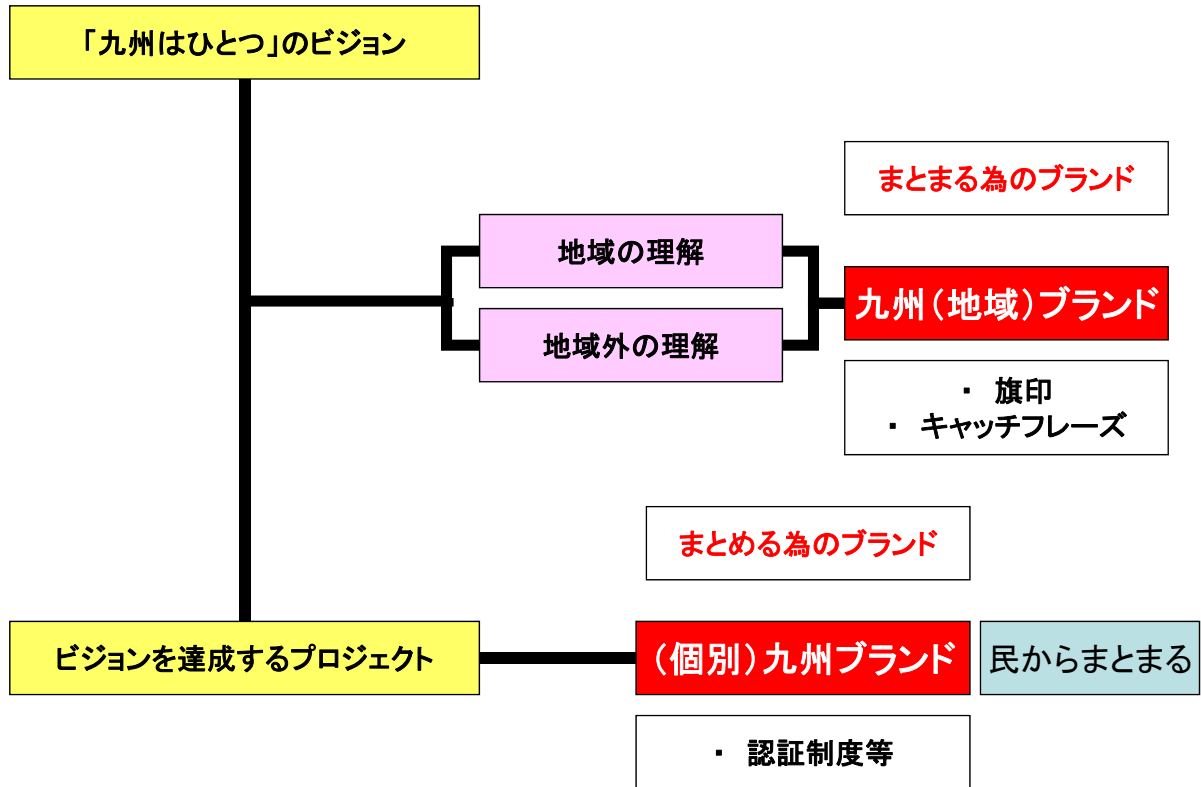 「九州はひとつ」のビジョン
まとまる為のブランド
地域の理解
九州(地域)ブランド
地域外の理解
・ 旗印
・ キャッチフレーズ
まとめる為のブランド
ビジョンを達成するプロジェクト
(個別)九州ブランド
民からまとまる
・ 認証制度等